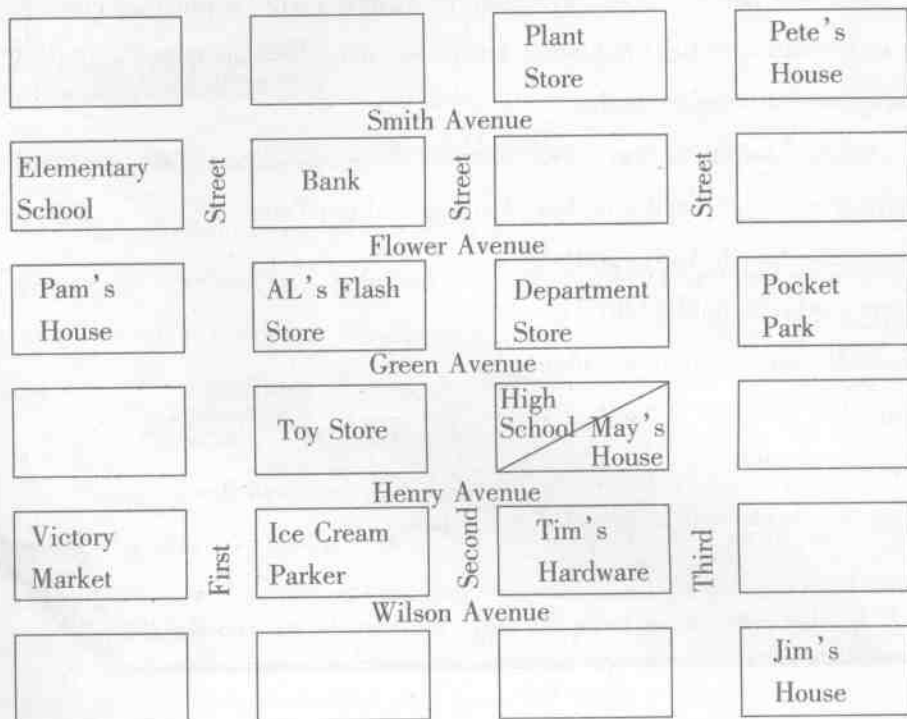 Plant
Store
Pete's
House
Smith Avenue
Elementary
School
Street
Bank
Street
Street
Flower Avenue
Pam's
House
AL's Flash
Store
Department
Store
Pocket
Park
Green Avenue
Toy Store
High
School May's
House
Henry Avenue
Victory
Market
First
Ice Cream
Parker
Second
Tim's
Hardware
Third
Wilson Avenue
Jim's
House